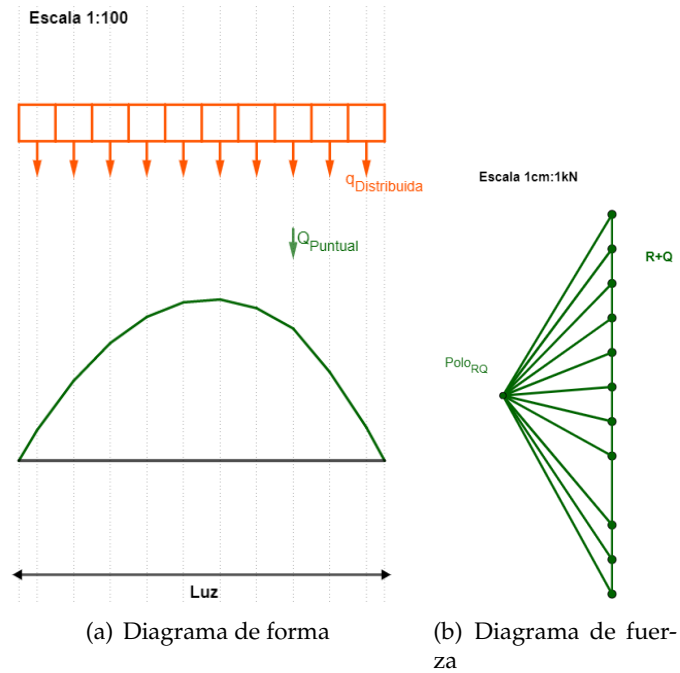 Escala 1:100
qDistribuida
Escala 1cm:1kN
QPuntual
R+Q
PoloRQ
Luz
(a) Diagrama de forma
(b) Diagrama de fuer-
za